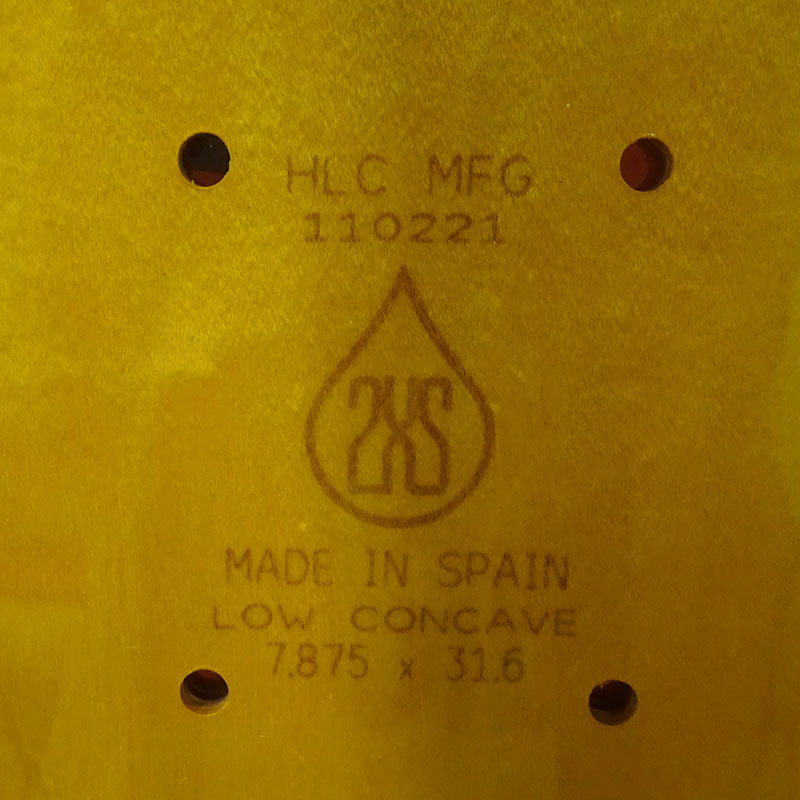 HLC MFG
110221
2XS
MADE IN SPAIN
LOW CONCAVE
7.875 x 31.6